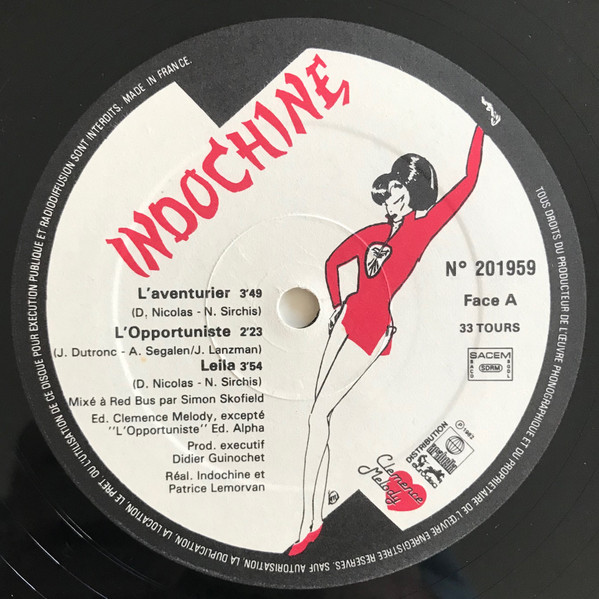 INDOCHINE
L'aventurier 3'49
(D. Nicolas - N. Sirchis)
L'Opportuniste 2'23
(J. Dutronc - A. Segalen/J. Lanzman)
Leila 3'54
(D. Nicolas - N. Sirchis)
Mixé à Red Bus par Simon Skofield
Ed. Clemence Melody, excepté
"L'Opportuniste" Ed. Alpha
Prod. executif
Didier Guinochet
Réal. Indochine et
Patrice Lemorvan
N° 201959
Face A
33 TOURS
SACEM
SACD
SDRM
SGDL
℗ 1982
DISTRIBUTION
Clemence
Melody
TOUS DROITS DU PRODUCTEUR DE L'ŒUVRE PHONOGRAPHIQUE ET DU PROPRIETAIRE DE L'ŒUVRE ENREGISTREE RESERVES. SAUF AUTORISATION, LA DUPLICATION, LA LOCATION, LE PRET, OU L'UTILISATION DE CE DISQUE POUR EXECUTION PUBLIQUE ET RADIODIFFUSION SONT INTERDITS. MADE IN FRANCE.